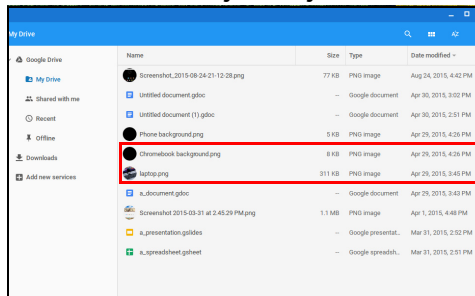 My Drive
Google Drive
My Drive
Shared with me
Recent
Offline
Downloads
Add new services
Name Size Type Date modified
Screenshot_2015-08-24-21-12-28.png 77 KB PNG image Aug 24, 2015, 4:42 PM
Untitled document.gdoc -- Google document Apr 30, 2015, 3:02 PM
Untitled document (1).gdoc -- Google document Apr 30, 2015, 2:51 PM
Phone background.png 5 KB PNG image Apr 29, 2015, 4:26 PM
Chromebook background.png 8 KB PNG image Apr 29, 2015, 4:26 PM
laptop.png 311 KB PNG image Apr 29, 2015, 3:45 PM
a_document.gdoc -- Google document Apr 29, 2015, 3:43 PM
Screenshot 2015-03-31 at 2.45.29 PM.png 1.1 MB PNG image Apr 1, 2015, 4:48 PM
a_presentation.gslides -- Google presentat... Mar 31, 2015, 2:52 PM
a_spreadsheet.gsheet -- Google spreadsh... Mar 31, 2015, 2:51 PM